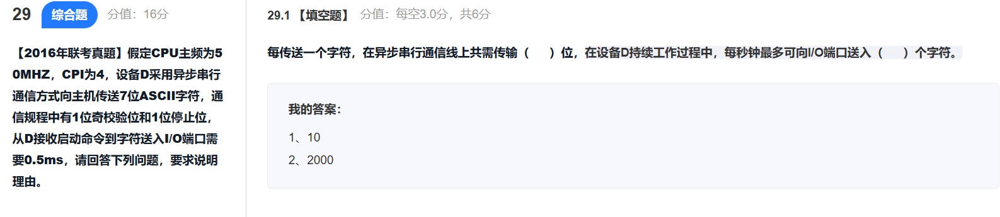 29 综合题 分值：16分
【2016年联考真题】假定CPU主频为5
0MHZ，CPI为4，设备D采用异步串行
通信方式向主机传送7位ASCII字符，通
信规程中有1位奇校验位和1位停止位，
从D接收启动命令到字符送入I/O端口需
要0.5ms，请回答下列问题，要求说明
理由。
29.1 【填空题】 分值：每空3.0分，共6分
每传送一个字符，在异步串行通信线上共需传输（ ）位，在设备D持续工作过程中，每秒钟最多可向I/O端口送入（ ）个字符。
我的答案：
1、10
2、2000